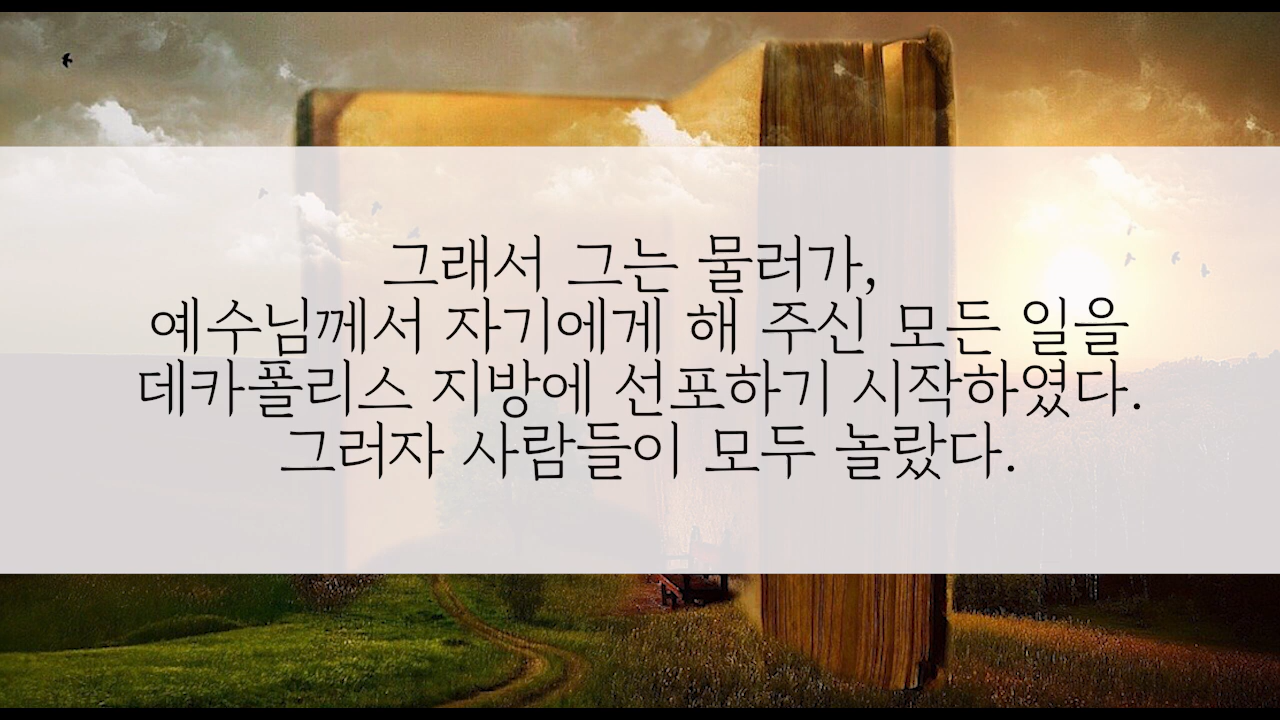 그래서 그는 물러가,
예수님께서 자기에게 해 주신 모든 일을
데카폴리스 지방에 선포하기 시작하였다.
그러자 사람들이 모두 놀랐다.